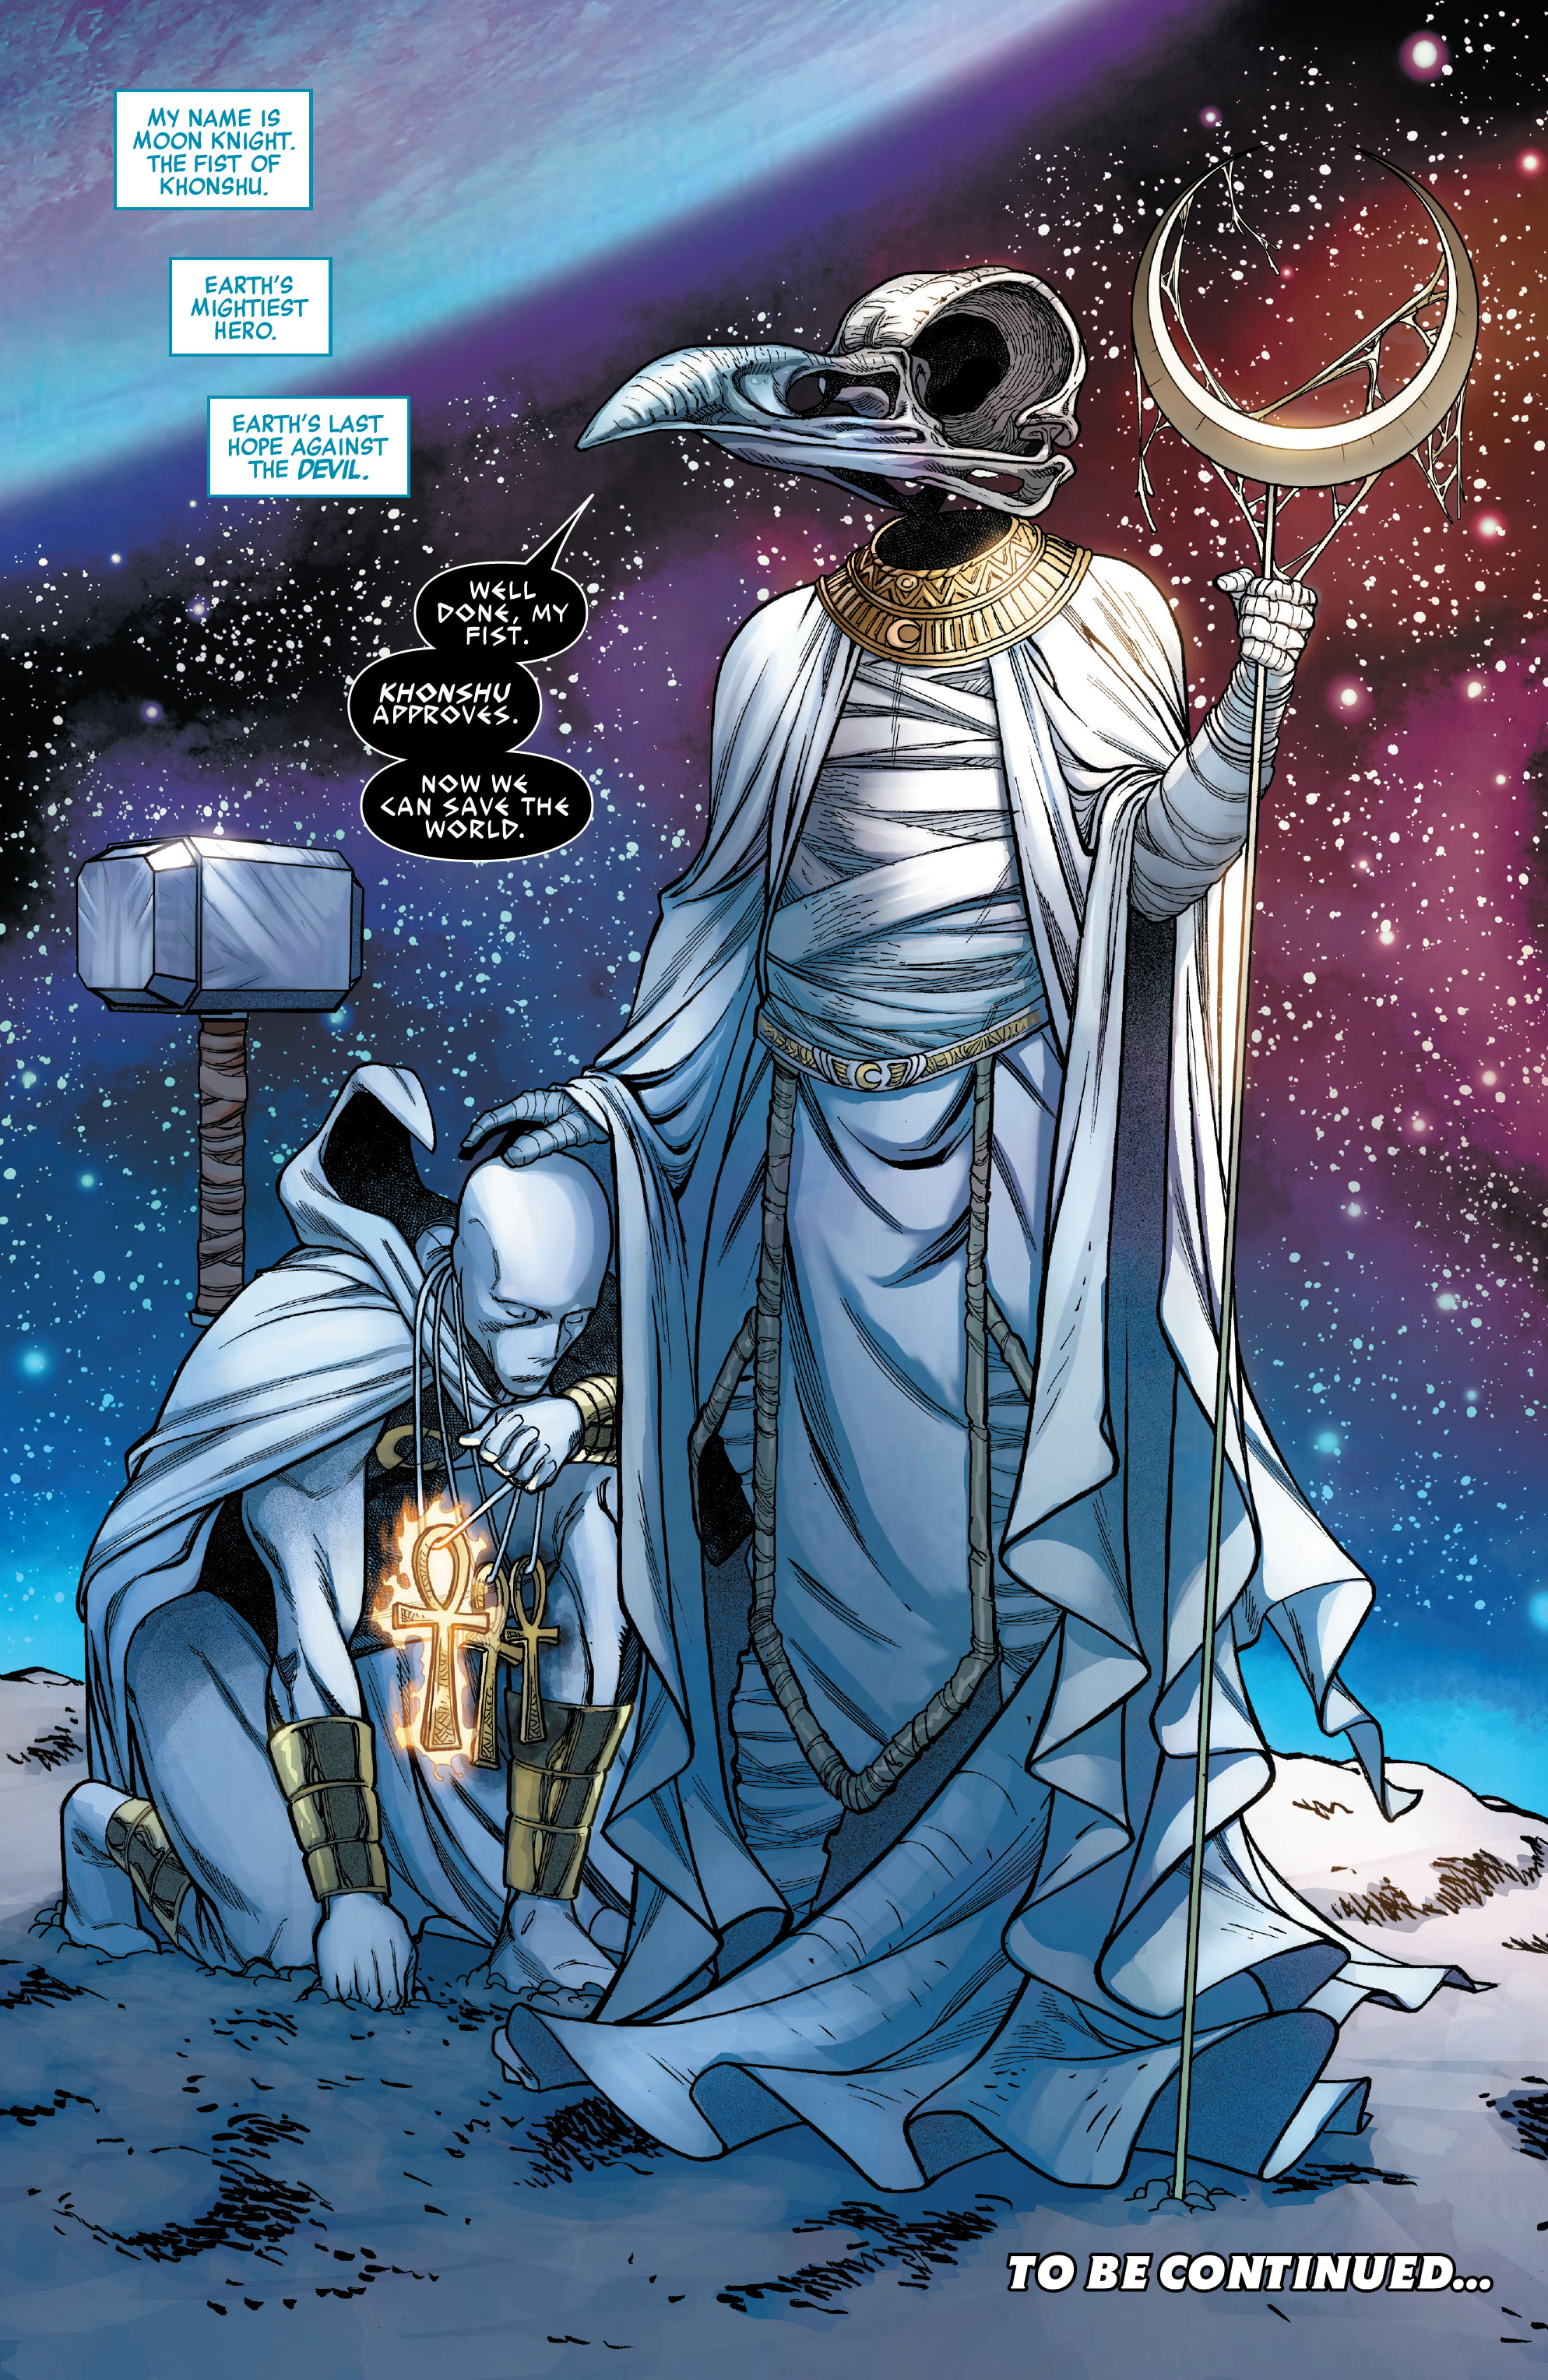 MY NAME IS
MOON KNIGHT.
THE FIST OF
KHONSHU.
EARTH'S
MIGHTIEST
HERO.
EARTH'S LAST
HOPE AGAINST
THE DEVIL.
WELL
DONE, MY
FIST.
KHONSHU
APPROVES.
NOW WE
CAN SAVE THE
WORLD.
TO BE CONTINUED...